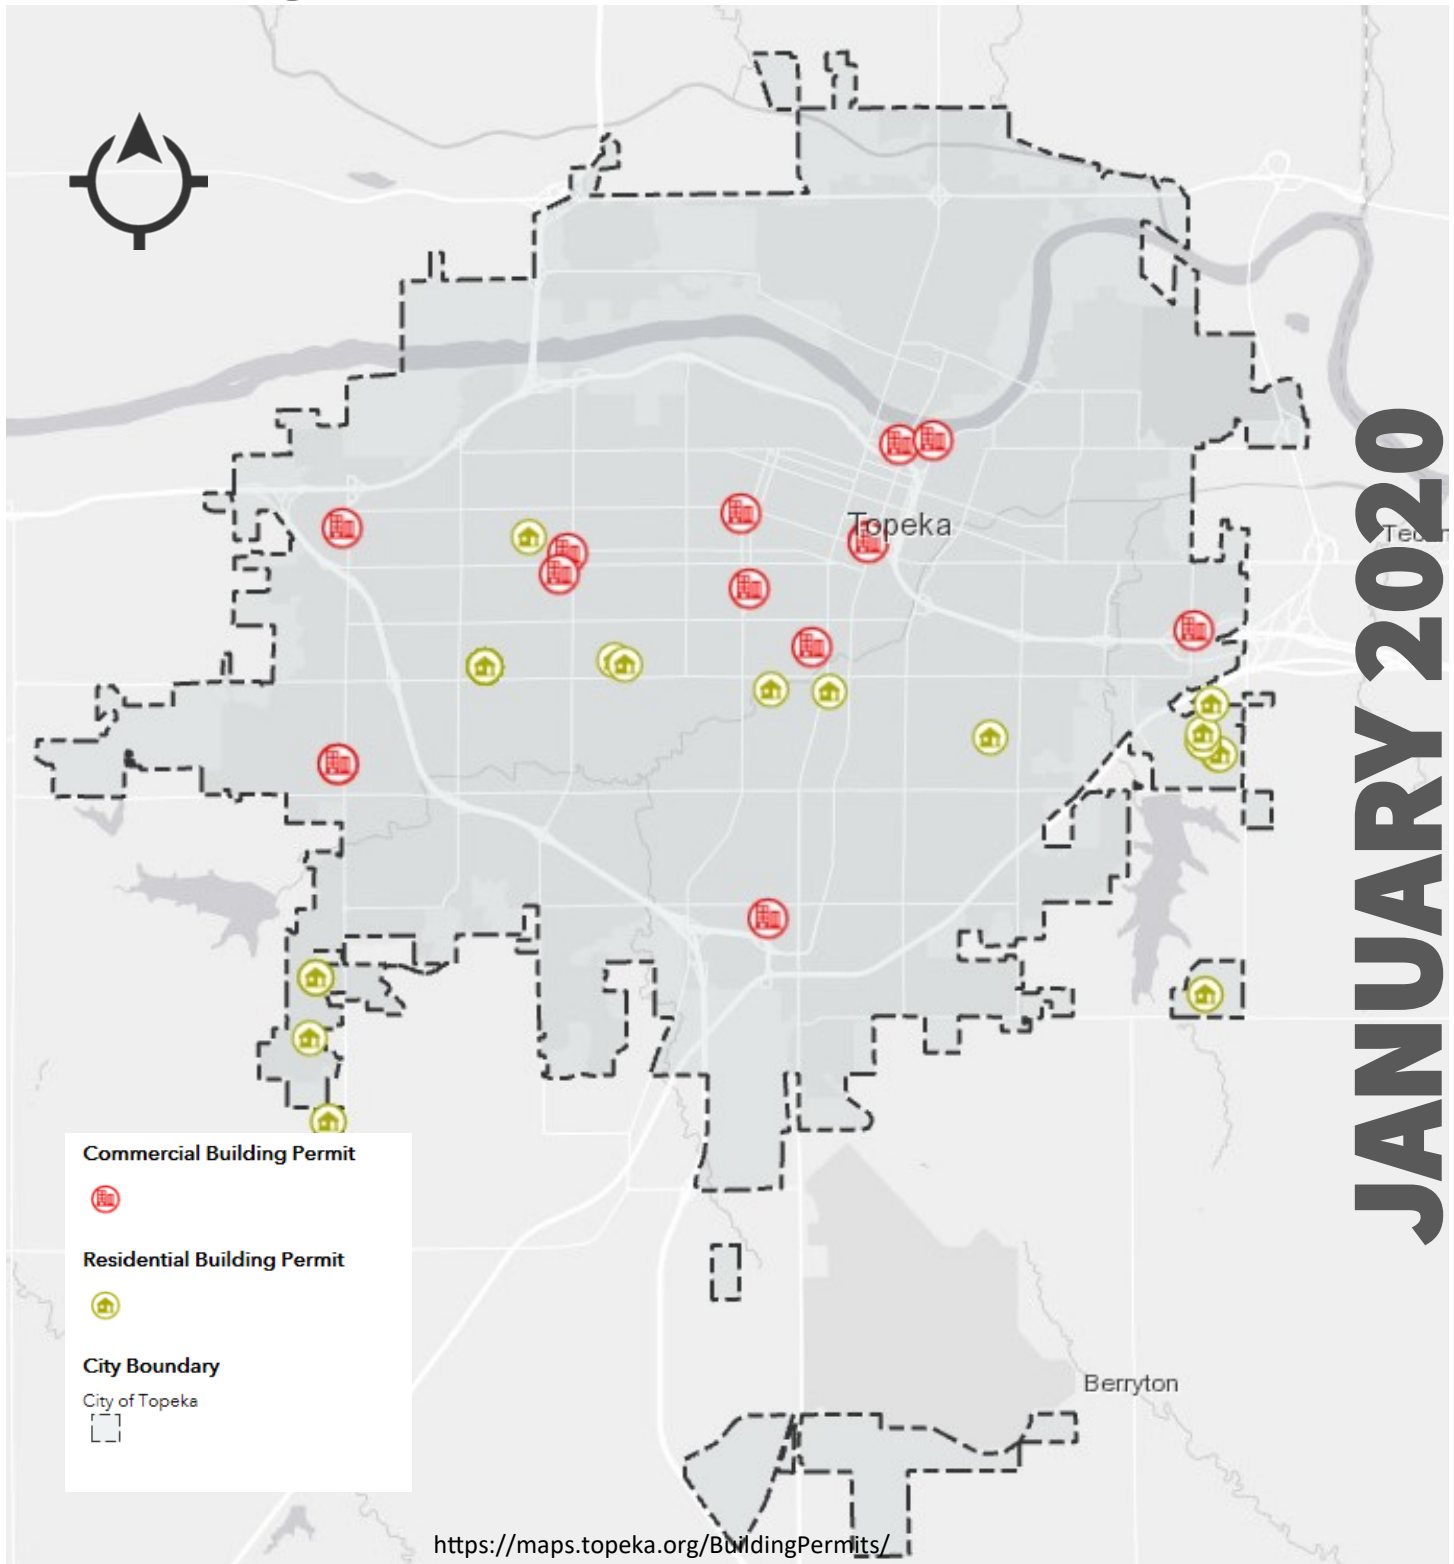 JANUARY 2020
Topeka
Commercial Building Permit
Residential Building Permit
City Boundary
City of Topeka
Berryton
https://maps.topeka.org/BuildingPermits/